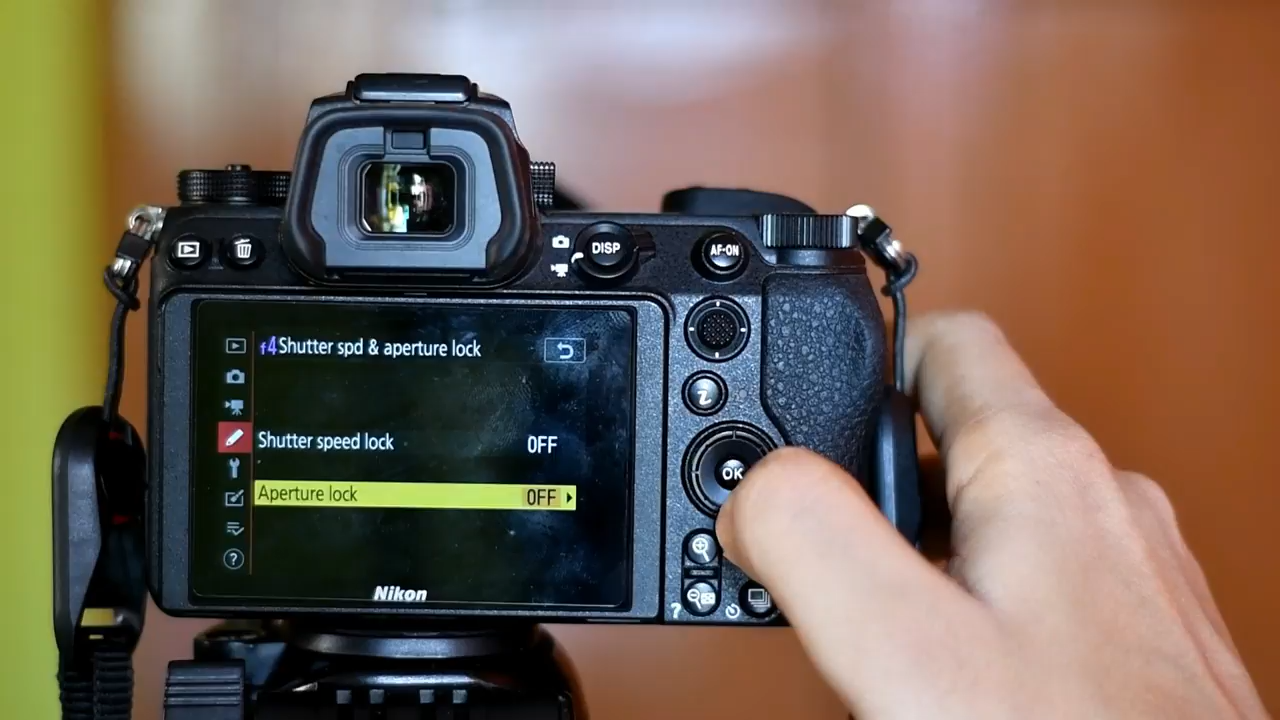 DISP
AF-ON
f4 Shutter spd & aperture lock
i
Shutter speed lock OFF
OK
Aperture lock OFF
?
Nikon
?